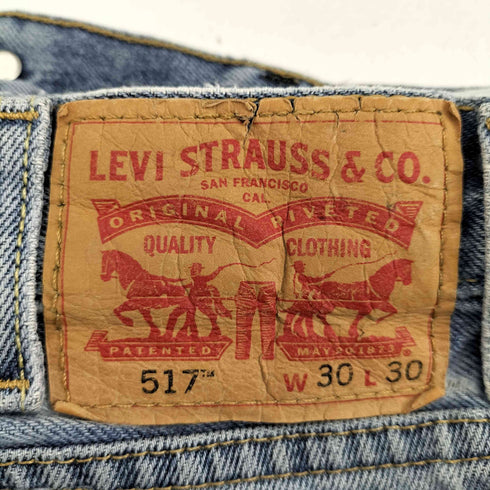 LEVI STRAUSS & CO.
SAN FRANCISCO
CAL.
ORIGINAL RIVETED
QUALITY CLOTHING
PATENTED MAY 20 1873
517™ W 30 L 30